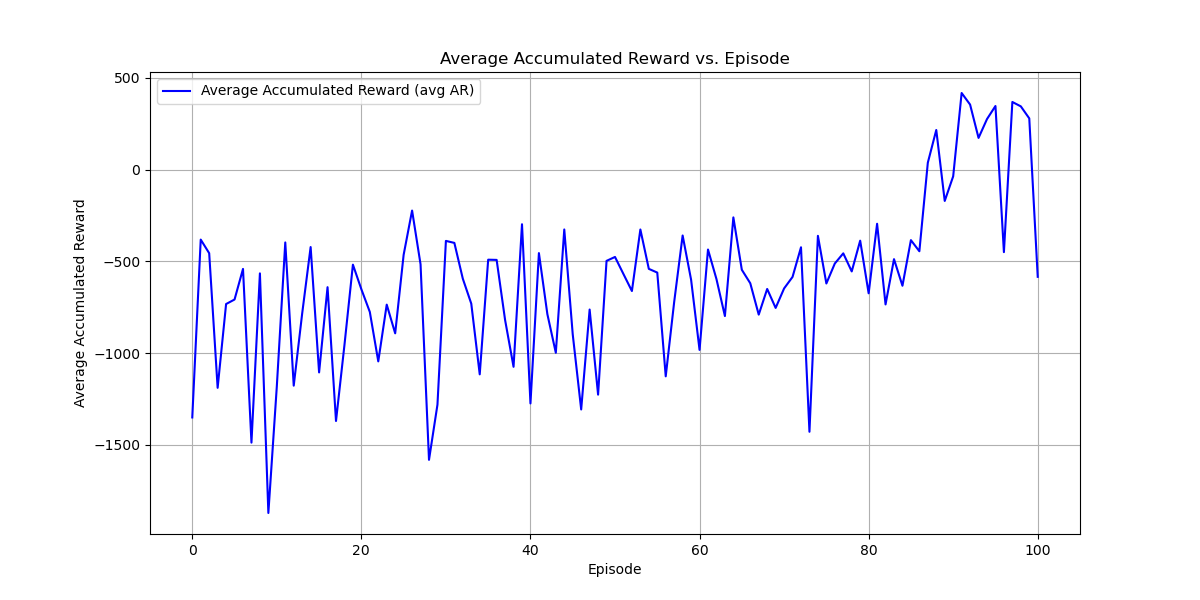 Average Accumulated Reward vs. Episode
Average Accumulated Reward (avg AR)
Average Accumulated Reward
500
0
−500
−1000
−1500
0 20 40 60 80 100
Episode